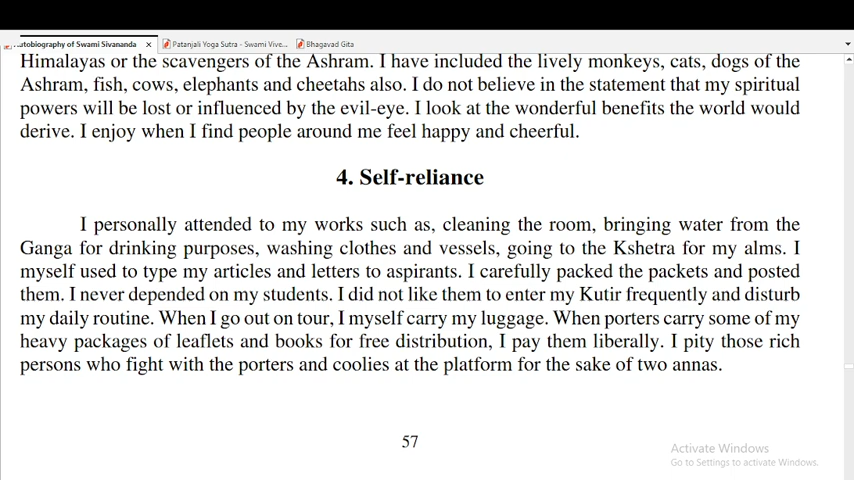 Autobiography of Swami Sivananda × Patanjali Yoga Sutra - Swami Vive... Bhagavad Gita
Himalayas or the scavengers of the Ashram. I have included the lively monkeys, cats, dogs of the
Ashram, fish, cows, elephants and cheetahs also. I do not believe in the statement that my spiritual
powers will be lost or influenced by the evil-eye. I look at the wonderful benefits the world would
derive. I enjoy when I find people around me feel happy and cheerful.
4. Self-reliance
I personally attended to my works such as, cleaning the room, bringing water from the
Ganga for drinking purposes, washing clothes and vessels, going to the Kshetra for my alms. I
myself used to type my articles and letters to aspirants. I carefully packed the packets and posted
them. I never depended on my students. I did not like them to enter my Kutir frequently and disturb
my daily routine. When I go out on tour, I myself carry my luggage. When porters carry some of my
heavy packages of leaflets and books for free distribution, I pay them liberally. I pity those rich
persons who fight with the porters and coolies at the platform for the sake of two annas.
57
Activate Windows
Go to Settings to activate Windows.